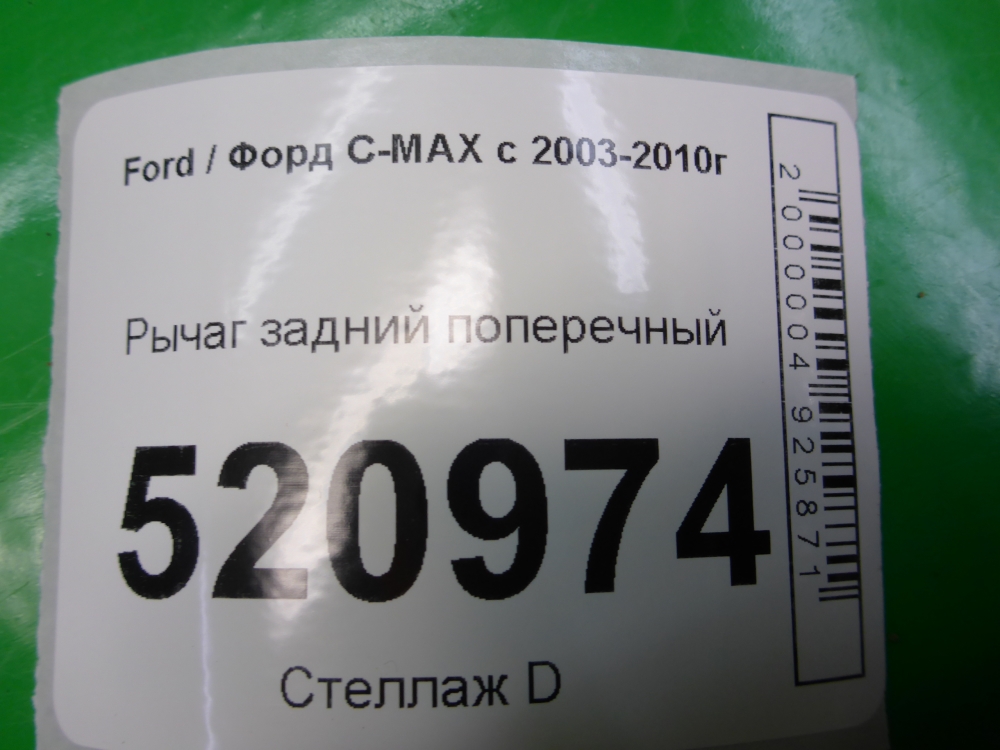 Ford / Форд C-MAX с 2003-2010г
Рычаг задний поперечный
520974
Стеллаж D
2000004925871